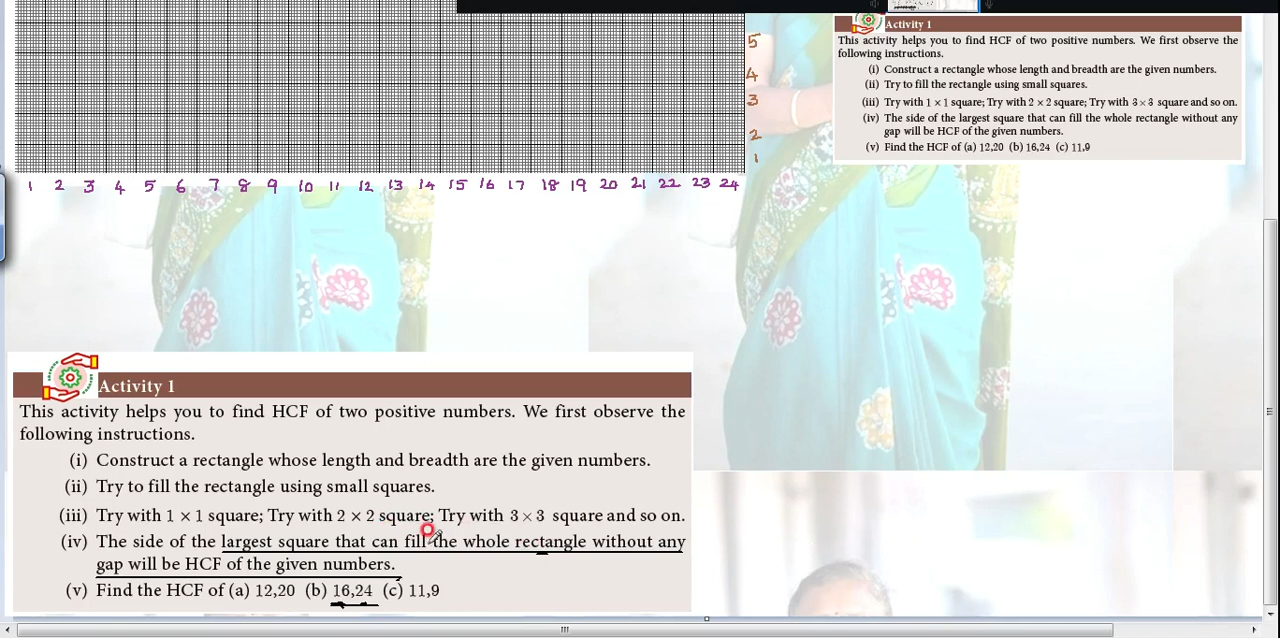 5
4
3
2
1
1 2 3 4 5 6 7 8 9 10 11 12 13 14 15 16 17 18 19 20 21 22 23 24
Activity 1
This activity helps you to find HCF of two positive numbers. We first observe the
following instructions.
(i) Construct a rectangle whose length and breadth are the given numbers.
(ii) Try to fill the rectangle using small squares.
(iii) Try with 1 × 1 square; Try with 2 × 2 square; Try with 3 × 3 square and so on.
(iv) The side of the largest square that can fill the whole rectangle without any
gap will be HCF of the given numbers.
(v) Find the HCF of (a) 12,20 (b) 16,24 (c) 11,9
Activity 1
This activity helps you to find HCF of two positive numbers. We first observe the
following instructions.
(i) Construct a rectangle whose length and breadth are the given numbers.
(ii) Try to fill the rectangle using small squares.
(iii) Try with 1 × 1 square; Try with 2 × 2 square; Try with 3 × 3 square and so on.
(iv) The side of the largest square that can fill the whole rectangle without any
gap will be HCF of the given numbers.
(v) Find the HCF of (a) 12,20 (b) 16,24 (c) 11,9